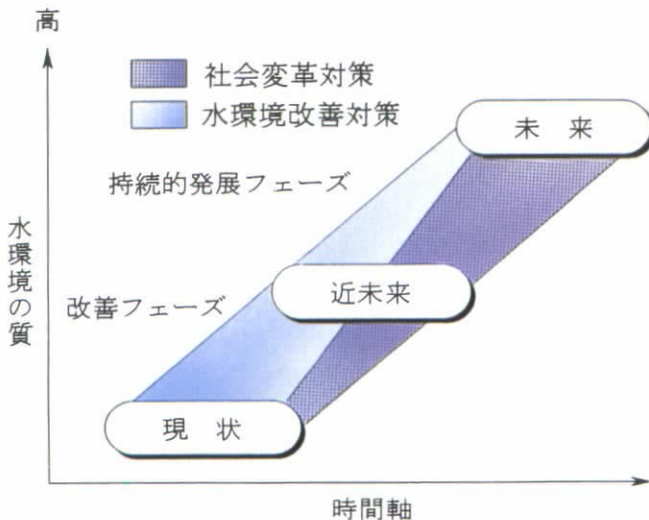 高
社会変革対策
水環境改善対策
未 来
持続的発展フェーズ
水環境の質
近未来
改善フェーズ
現 状
時間軸